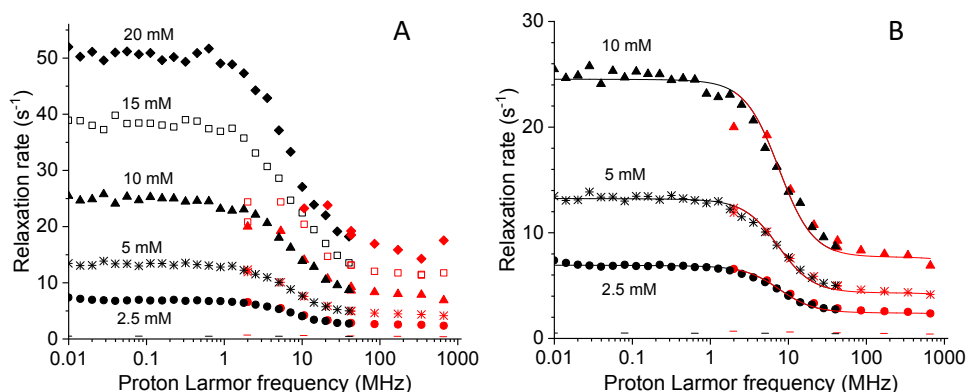 A
20 mM
15 mM
10 mM
5 mM
2.5 mM
0
10
20
30
40
50
0.01
0.1
1
10
100
1000
Relaxation rate (s⁻¹)
Proton Larmor frequency (MHz)
B
10 mM
5 mM
2.5 mM
0
10
20
30
0.01
0.1
1
10
100
1000
Relaxation rate (s⁻¹)
Proton Larmor frequency (MHz)